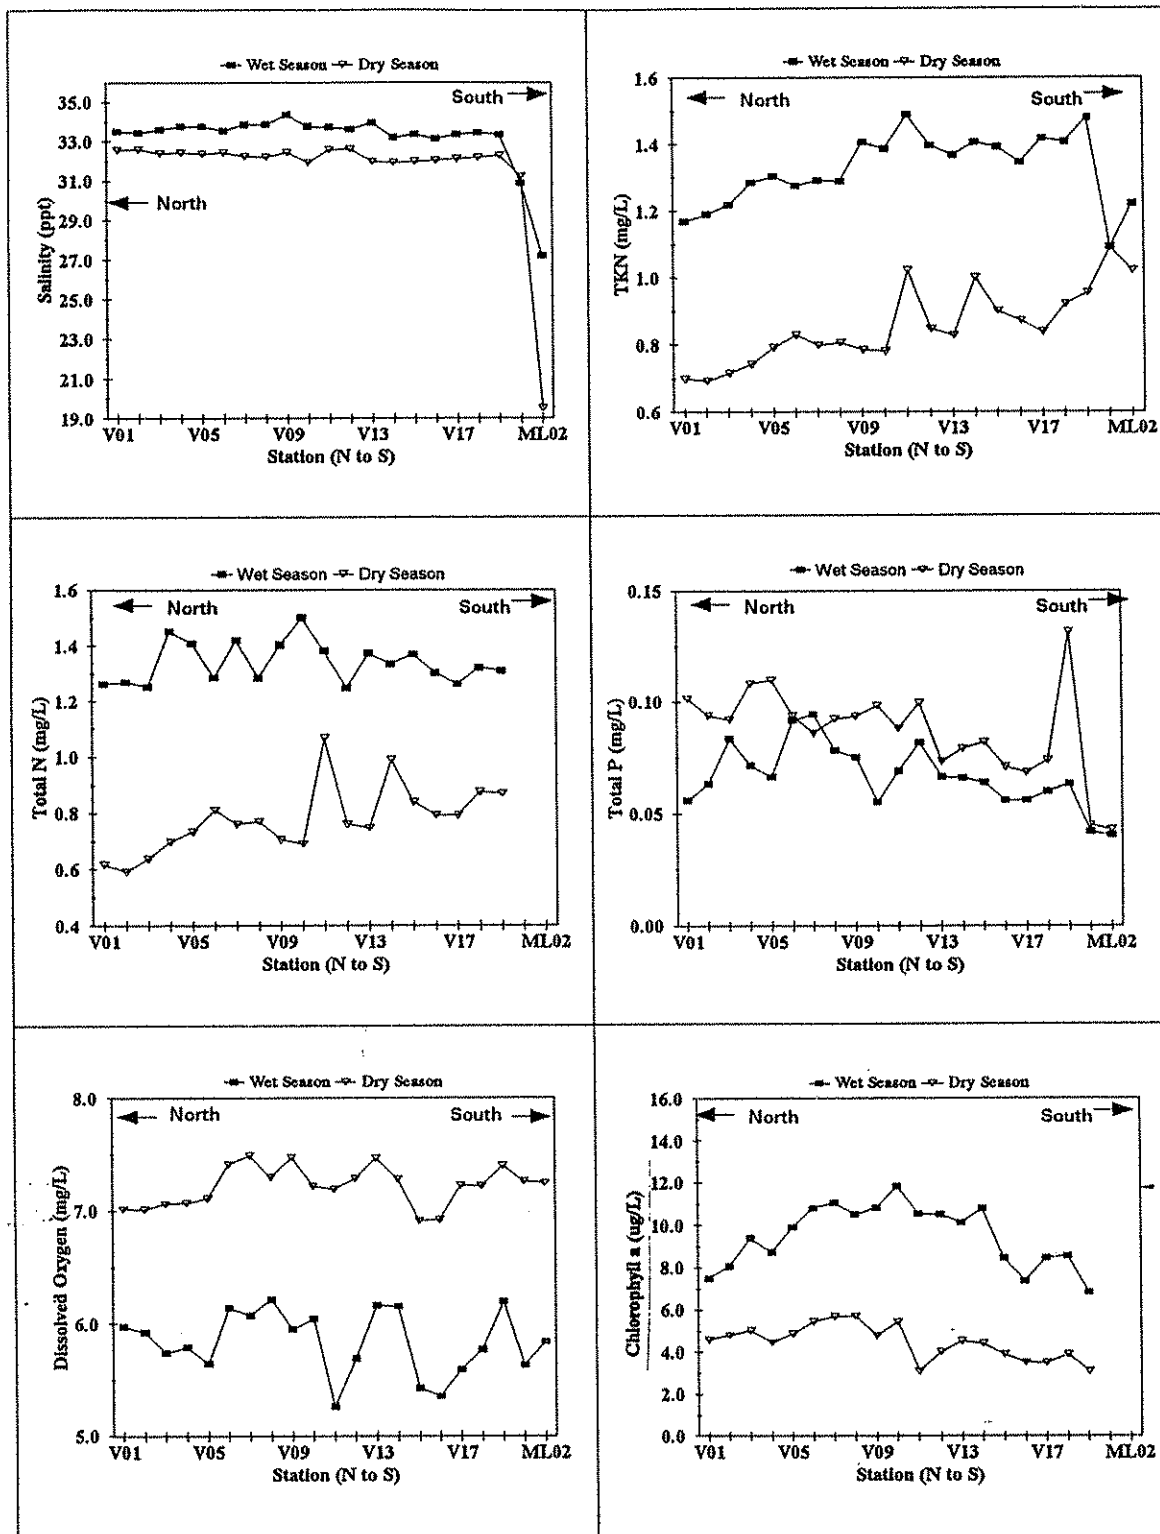 Wet Season Dry Season
35.0
33.0
31.0
29.0
27.0
25.0
23.0
21.0
19.0
Salinity (ppt)
South
North
V01 V05 V09 V13 V17 ML02
Station (N to S)
Wet Season Dry Season
1.6
1.4
1.2
1.0
0.8
0.6
TKN (mg/L)
North South
V01 V05 V09 V13 V17 ML02
Station (N to S)
Wet Season Dry Season
1.6
1.4
1.2
1.0
0.8
0.6
0.4
Total N (mg/L)
North South
V01 V05 V09 V13 V17 ML02
Station (N to S)
Wet Season Dry Season
0.15
0.10
0.05
0.00
Total P (mg/L)
North South
V01 V05 V09 V13 V17 ML02
Station (N to S)
Wet Season Dry Season
8.0
7.0
6.0
5.0
Dissolved Oxygen (mg/L)
North South
V01 V05 V09 V13 V17 ML02
Station (N to S)
Wet Season Dry Season
16.0
14.0
12.0
10.0
8.0
6.0
4.0
2.0
0.0
Chlorophyll a (ug/L)
North South
V01 V05 V09 V13 V17 ML02
Station (N to S)